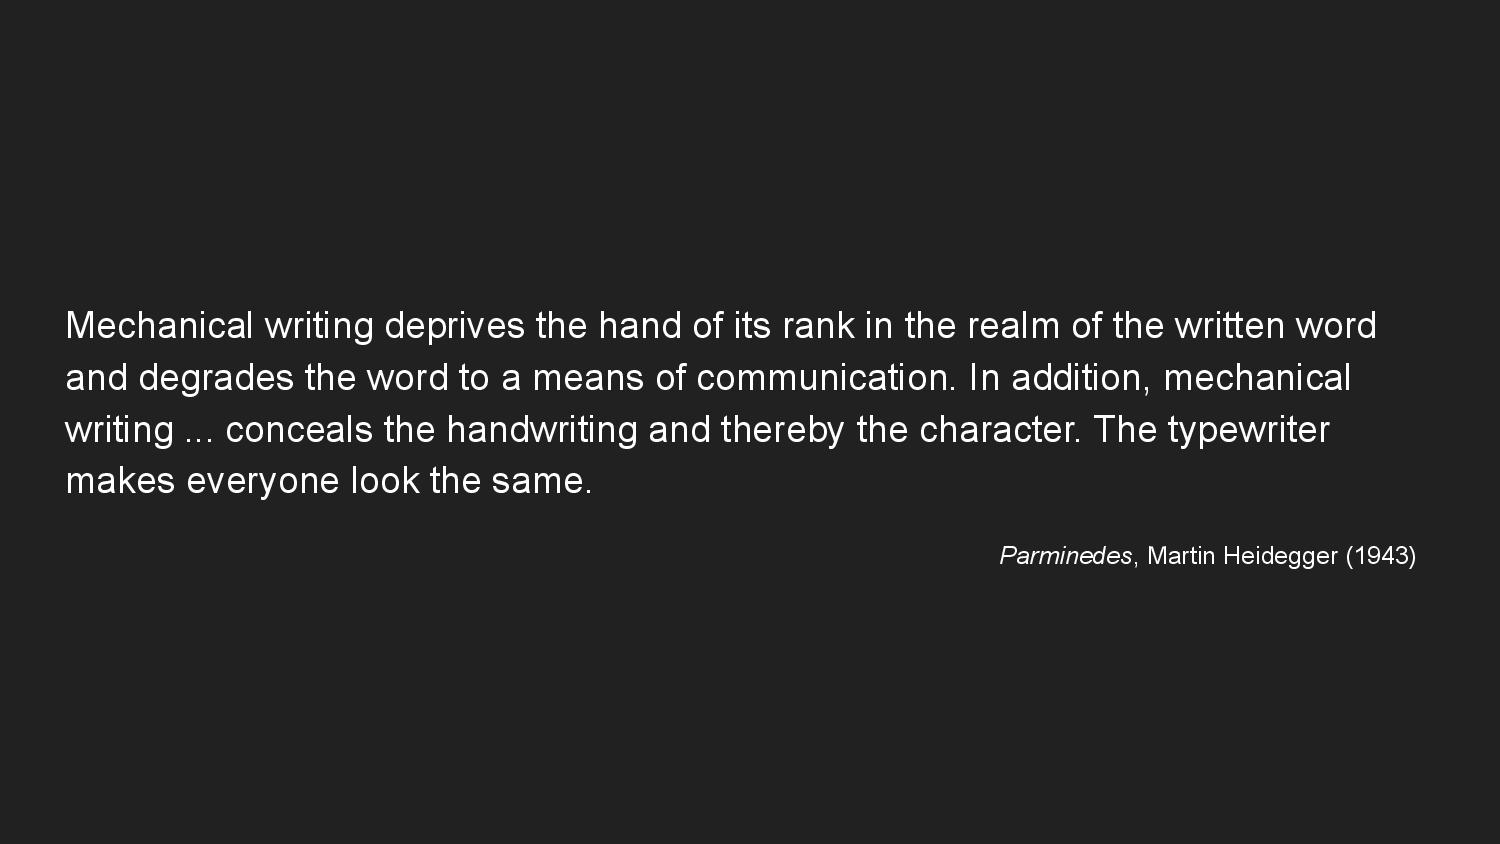 Mechanical writing deprives the hand of its rank in the realm of the written word
and degrades the word to a means of communication. In addition, mechanical
writing ... conceals the handwriting and thereby the character. The typewriter
makes everyone look the same.
Parminedes, Martin Heidegger (1943)